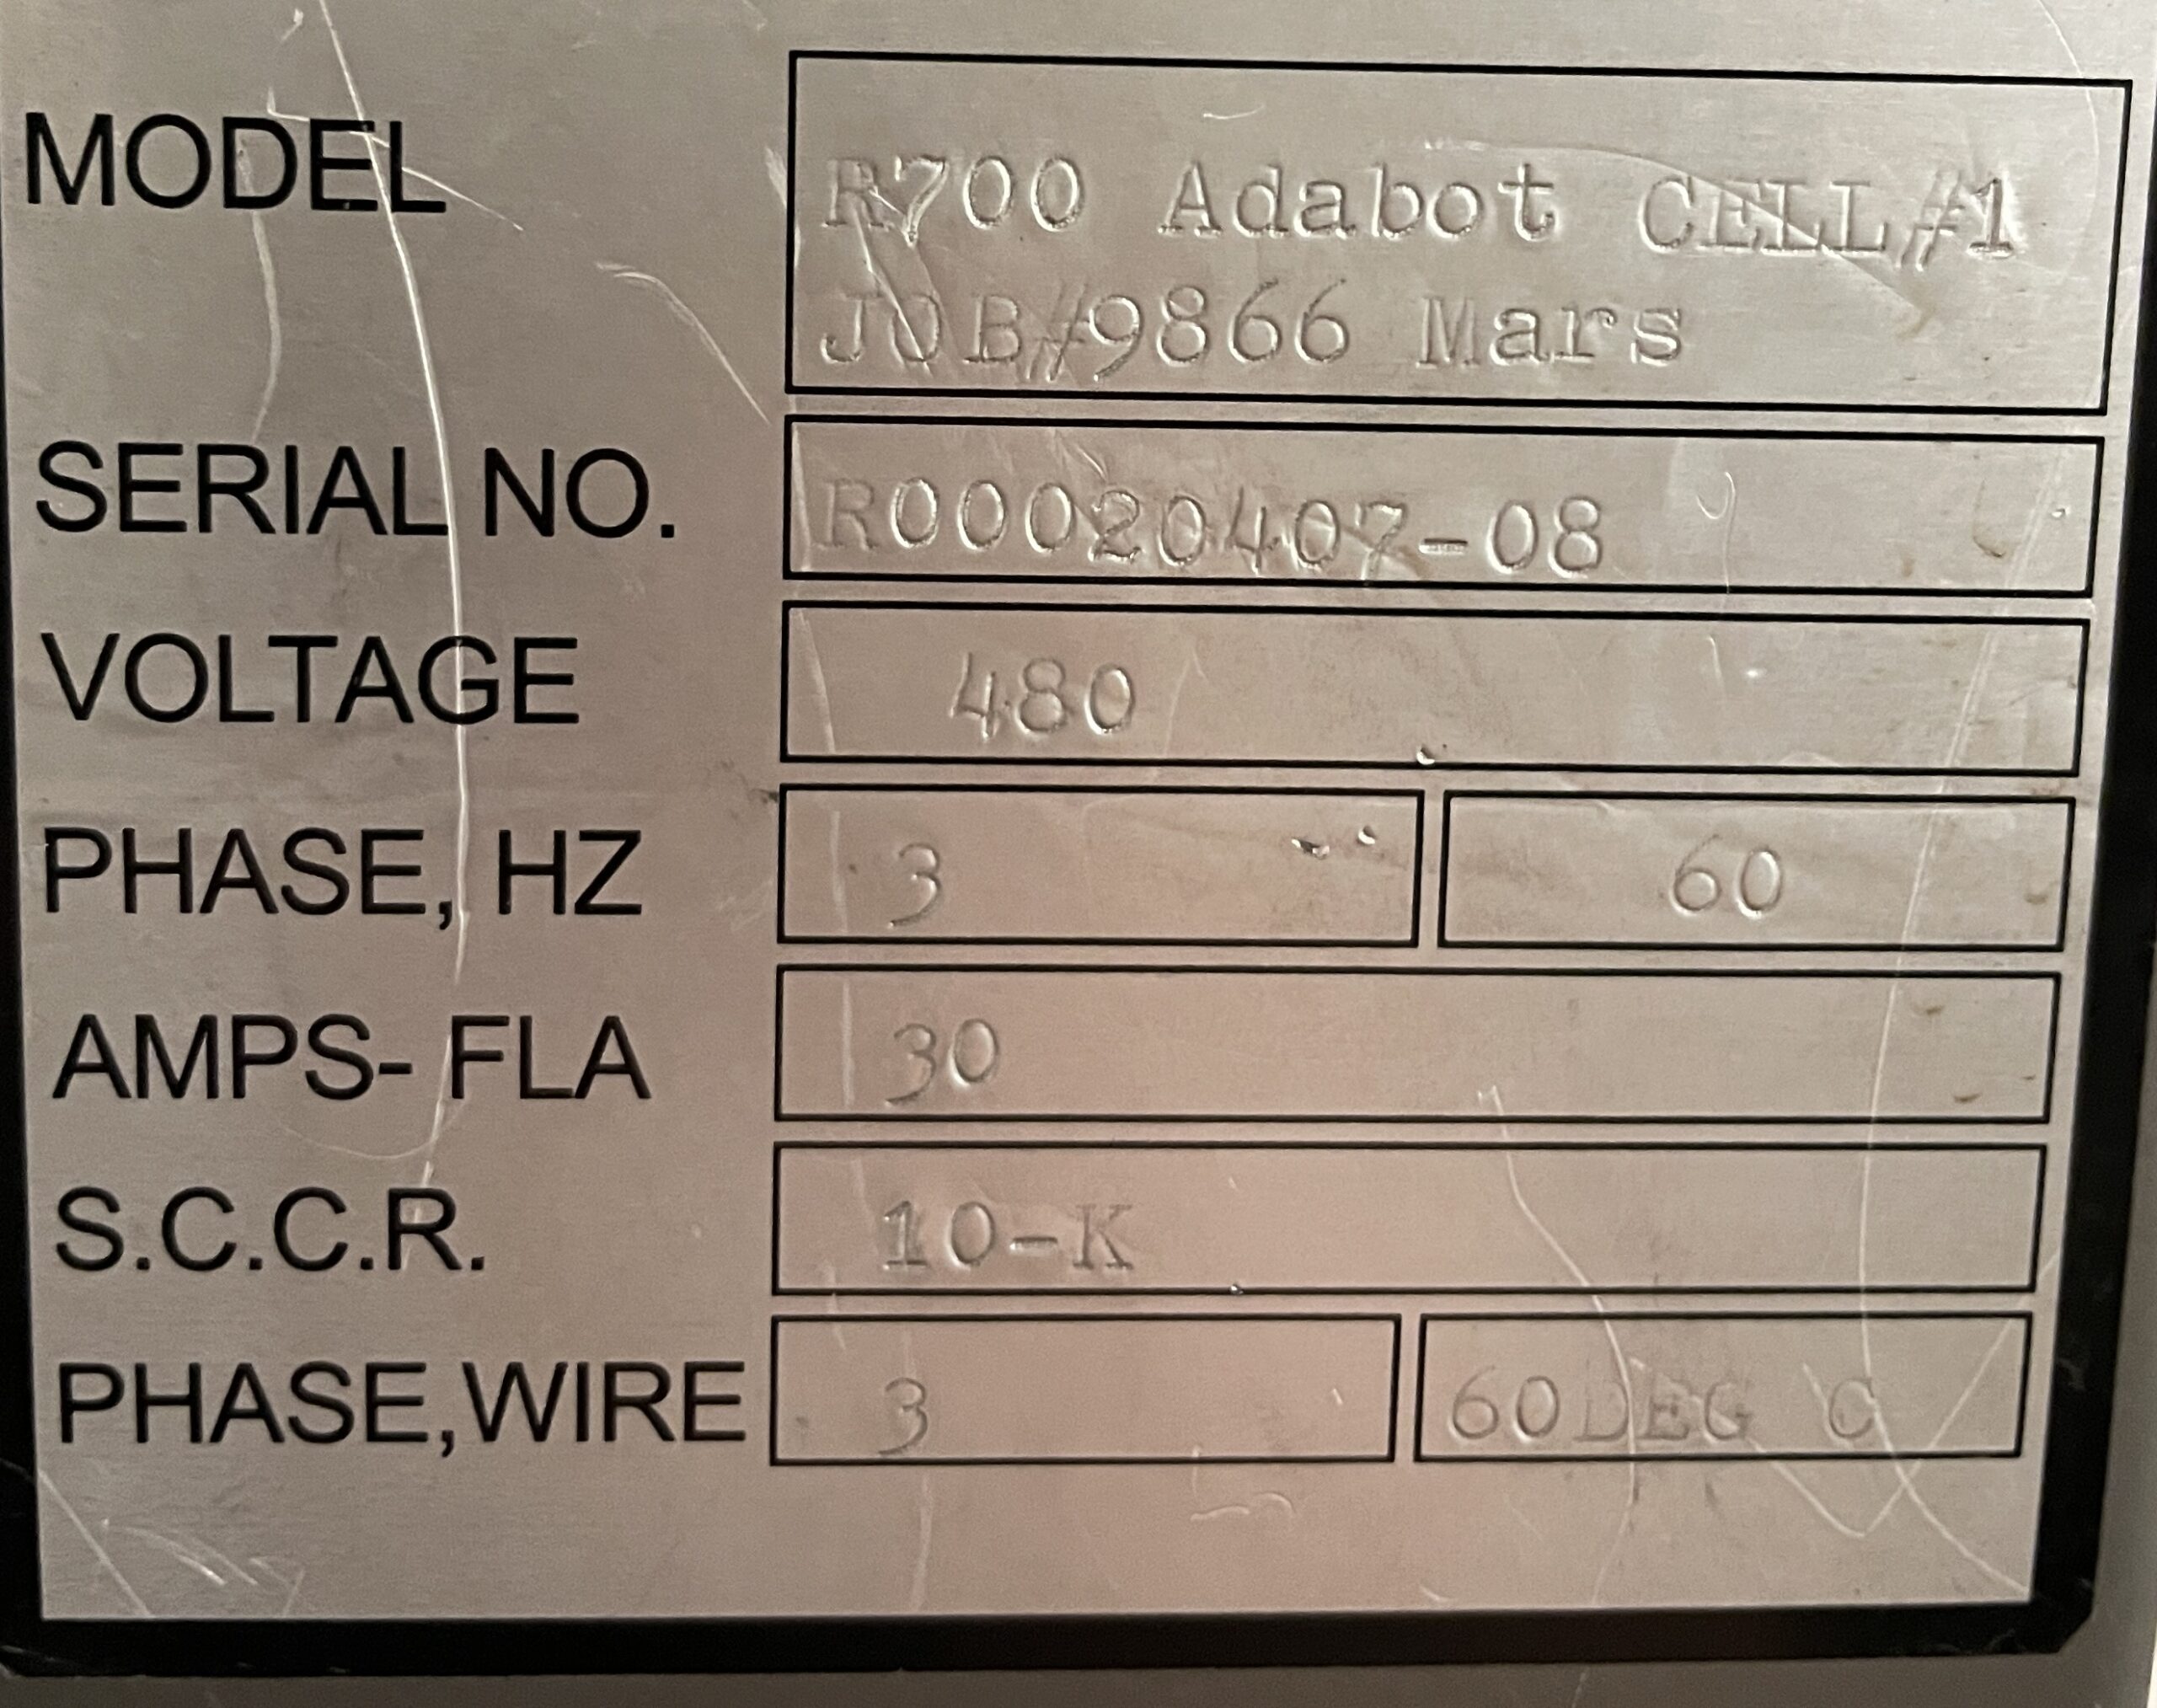 MODEL R700 Adabot CELL#1
JOB#9866 Mars
SERIAL NO. R00020407-08
VOLTAGE 480
PHASE, HZ 3 60
AMPS- FLA 30
S.C.C.R. 10-K
PHASE,WIRE 3 60DEG C